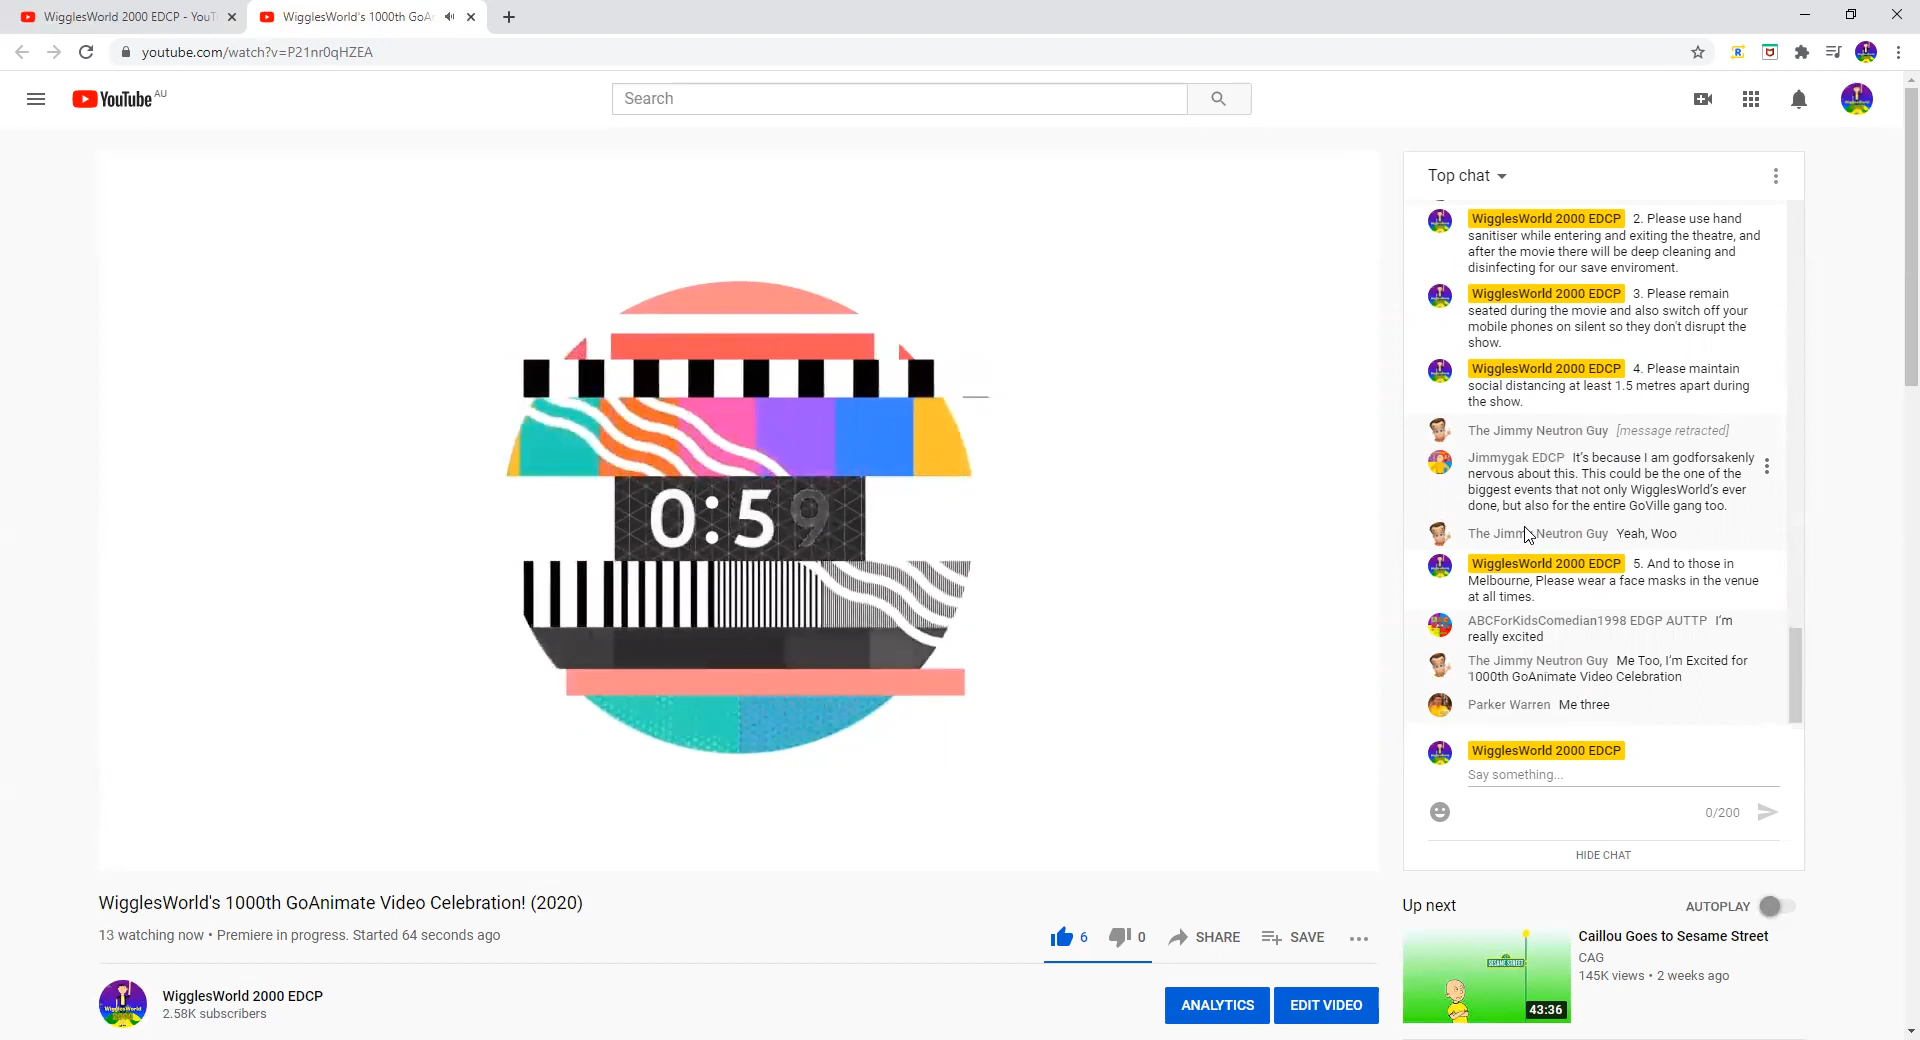 WigglesWorld 2000 EDCP - YouT
WigglesWorld's 1000th GoA
youtube.com/watch?v=P21nr0qHZEA
YouTube AU
Search
0:59
Top chat
WigglesWorld 2000 EDCP 2. Please use hand
sanitiser while entering and exiting the theatre, and
after the movie there will be deep cleaning and
disinfecting for our save enviroment.
WigglesWorld 2000 EDCP 3. Please remain
seated during the movie and also switch off your
mobile phones on silent so they don't disrupt the
show.
WigglesWorld 2000 EDCP 4. Please maintain
social distancing at least 1.5 metres apart during
the show.
The Jimmy Neutron Guy [message retracted]
Jimmygak EDCP It's because I am godforsakenly
nervous about this. This could be the one of the
biggest events that not only WigglesWorld's ever
done, but also for the entire GoVille gang too.
The Jimmy Neutron Guy Yeah, Woo
WigglesWorld 2000 EDCP 5. And to those in
Melbourne, Please wear a face masks in the venue
at all times.
ABCForKidsComedian1998 EDGP AUTTP I'm
really excited
The Jimmy Neutron Guy Me Too, I'm Excited for
1000th GoAnimate Video Celebration
Parker Warren Me three
WigglesWorld 2000 EDCP
Say something...
0/200
HIDE CHAT
WigglesWorld's 1000th GoAnimate Video Celebration! (2020)
13 watching now • Premiere in progress. Started 64 seconds ago
6
0
SHARE
SAVE
WigglesWorld 2000 EDCP
2.58K subscribers
ANALYTICS
EDIT VIDEO
Up next
AUTOPLAY
SESAME STREET
43:36
Caillou Goes to Sesame Street
CAG
145K views • 2 weeks ago